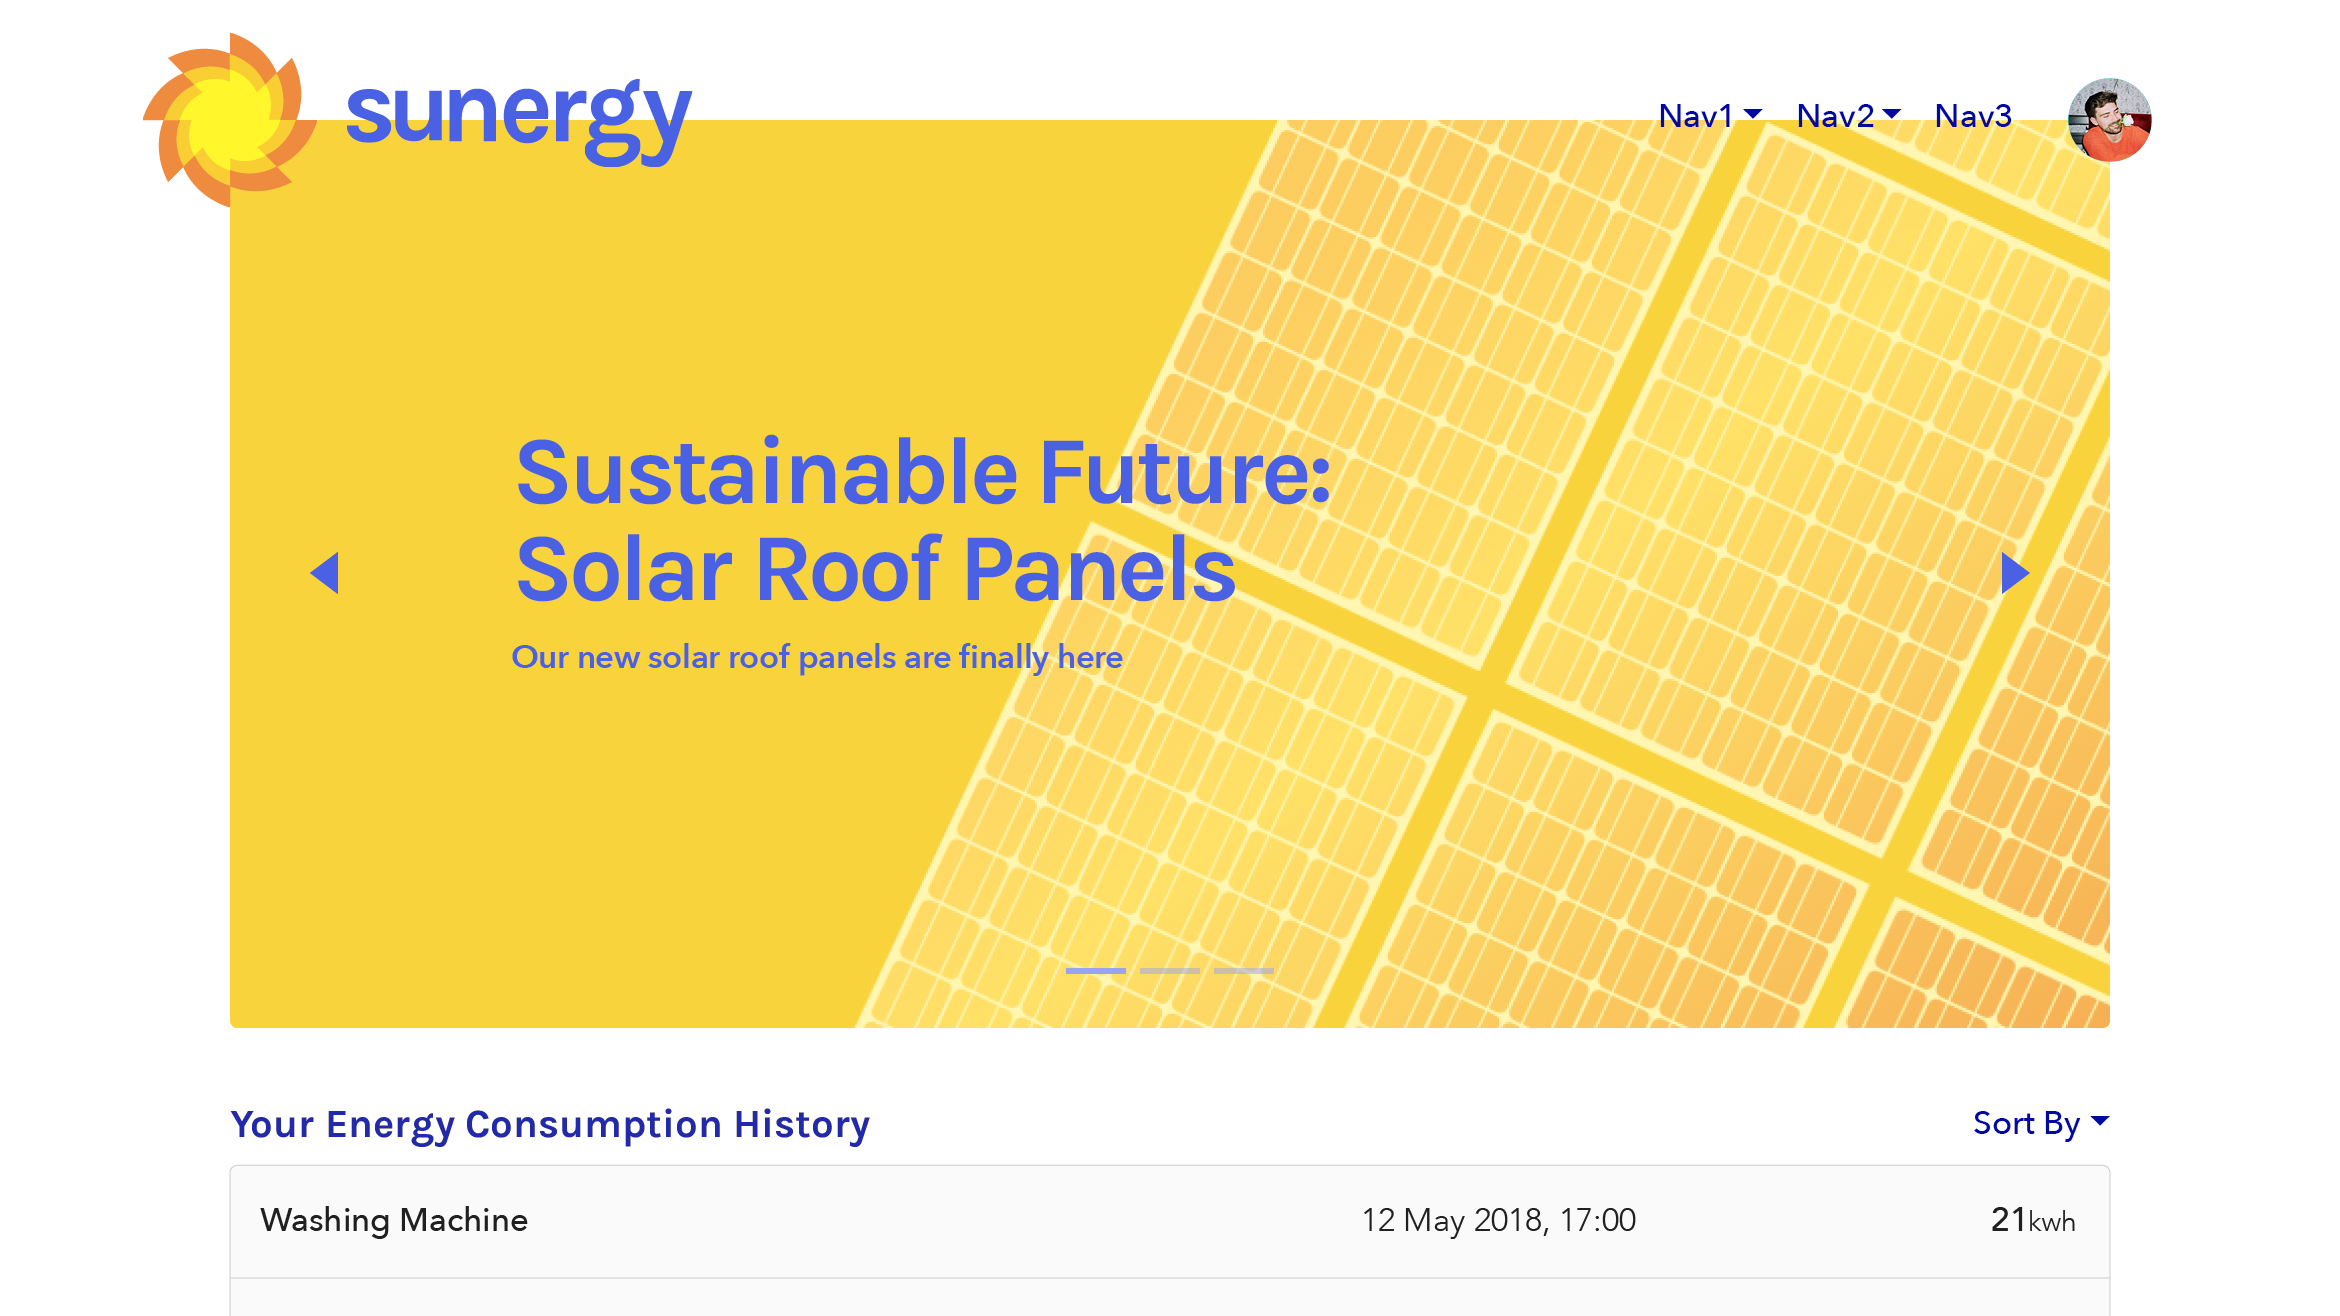 sunergy
Nav1 Nav2 Nav3
Sustainable Future:
Solar Roof Panels
Our new solar roof panels are finally here
Your Energy Consumption History
Sort By
Washing Machine 12 May 2018, 17:00 21kwh